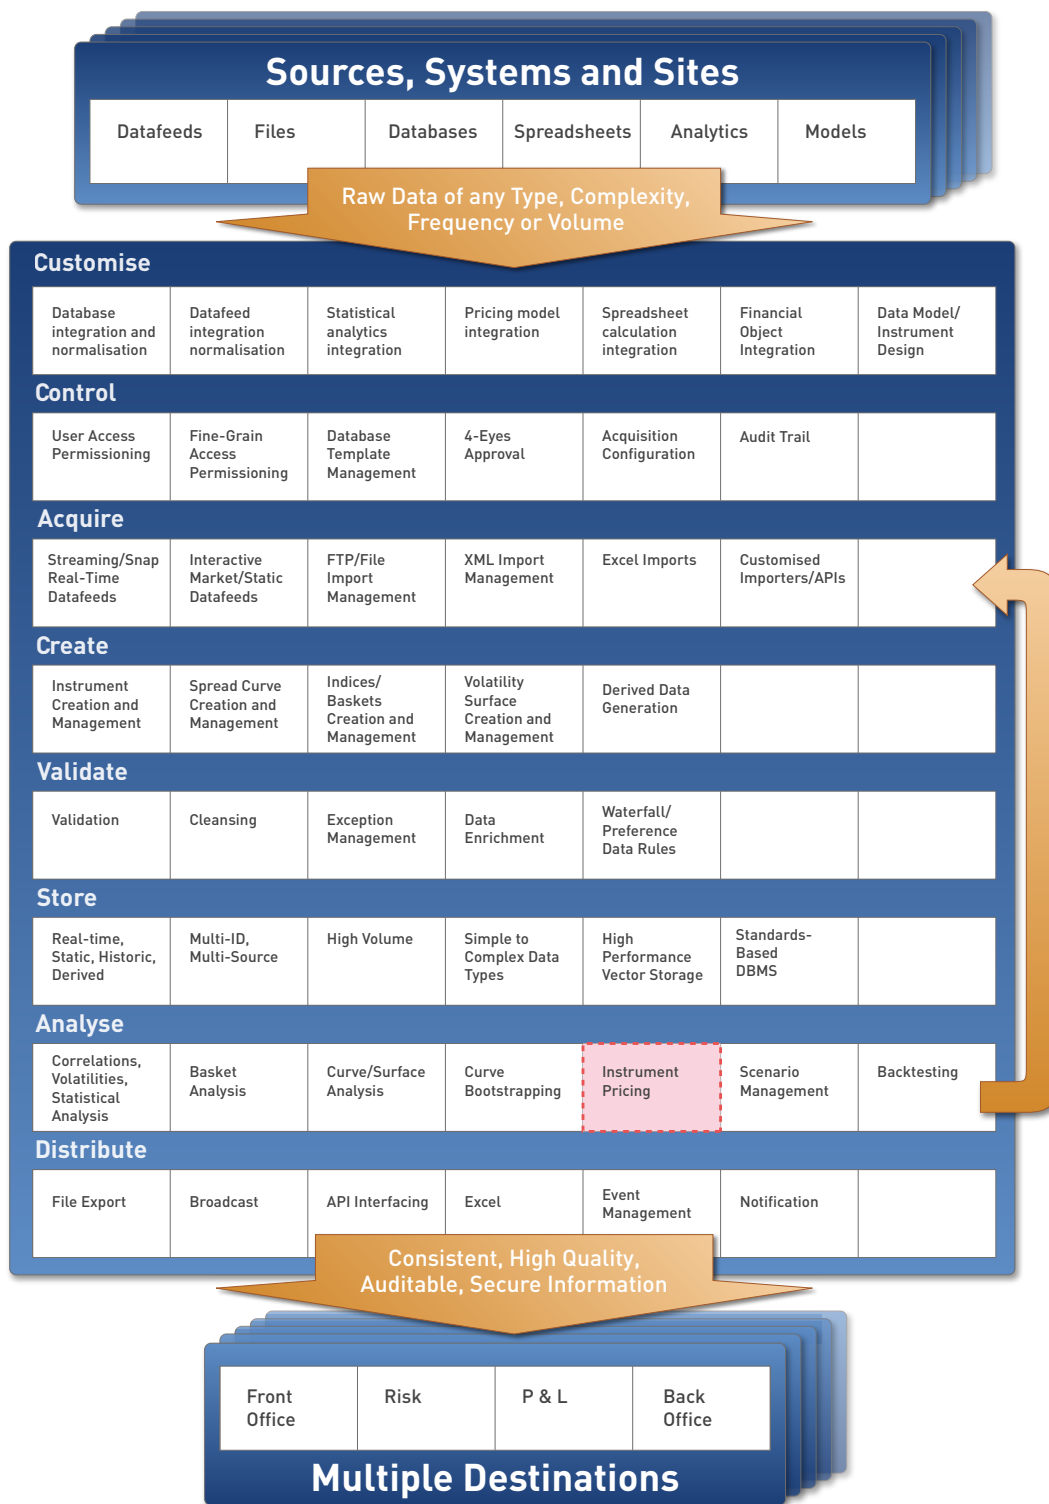 Sources, Systems and Sites
Datafeeds
Files
Databases
Spreadsheets
Analytics
Models
Raw Data of any Type, Complexity,
Frequency or Volume
Customise
Database
integration and
normalisation
Datafeed
integration
normalisation
Statistical
analytics
integration
Pricing model
integration
Spreadsheet
calculation
integration
Financial
Object
Integration
Data Model/
Instrument
Design
Control
User Access
Permissioning
Fine-Grain
Access
Permissioning
Database
Template
Management
4-Eyes
Approval
Acquisition
Configuration
Audit Trail
Acquire
Streaming/Snap
Real-Time
Datafeeds
Interactive
Market/Static
Datafeeds
FTP/File
Import
Management
XML Import
Management
Excel Imports
Customised
Importers/APIs
Create
Instrument
Creation and
Management
Spread Curve
Creation and
Management
Indices/
Baskets
Creation and
Management
Volatility
Surface
Creation and
Management
Derived Data
Generation
Validate
Validation
Cleansing
Exception
Management
Data
Enrichment
Waterfall/
Preference
Data Rules
Store
Real-time,
Static, Historic,
Derived
Multi-ID,
Multi-Source
High Volume
Simple to
Complex Data
Types
High
Performance
Vector Storage
Standards-
Based
DBMS
Analyse
Correlations,
Volatilities,
Statistical
Analysis
Basket
Analysis
Curve/Surface
Analysis
Curve
Bootstrapping
Instrument
Pricing
Scenario
Management
Backtesting
Distribute
File Export
Broadcast
API Interfacing
Excel
Event
Management
Notification
Consistent, High Quality,
Auditable, Secure Information
Front
Office
Risk
P & L
Back
Office
Multiple Destinations